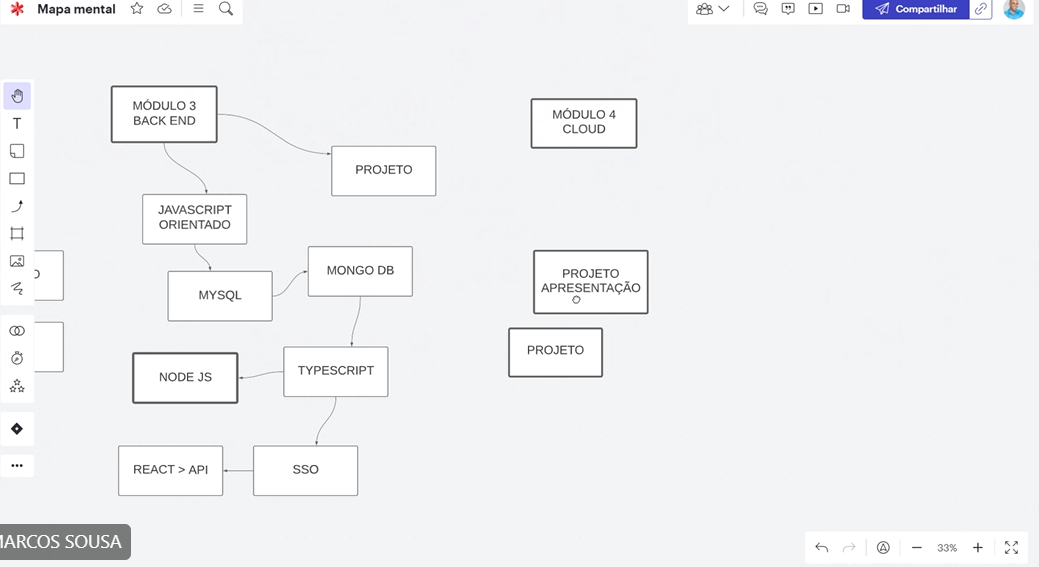 Mapa mental
Compartilhar
T
MÓDULO 3
BACK END
PROJETO
MÓDULO 4
CLOUD
JAVASCRIPT
ORIENTADO
MONGO DB
MYSQL
PROJETO
APRESENTAÇÃO
O
PROJETO
TYPESCRIPT
NODE JS
REACT > API
SSO
MARCOS SOUSA
33%